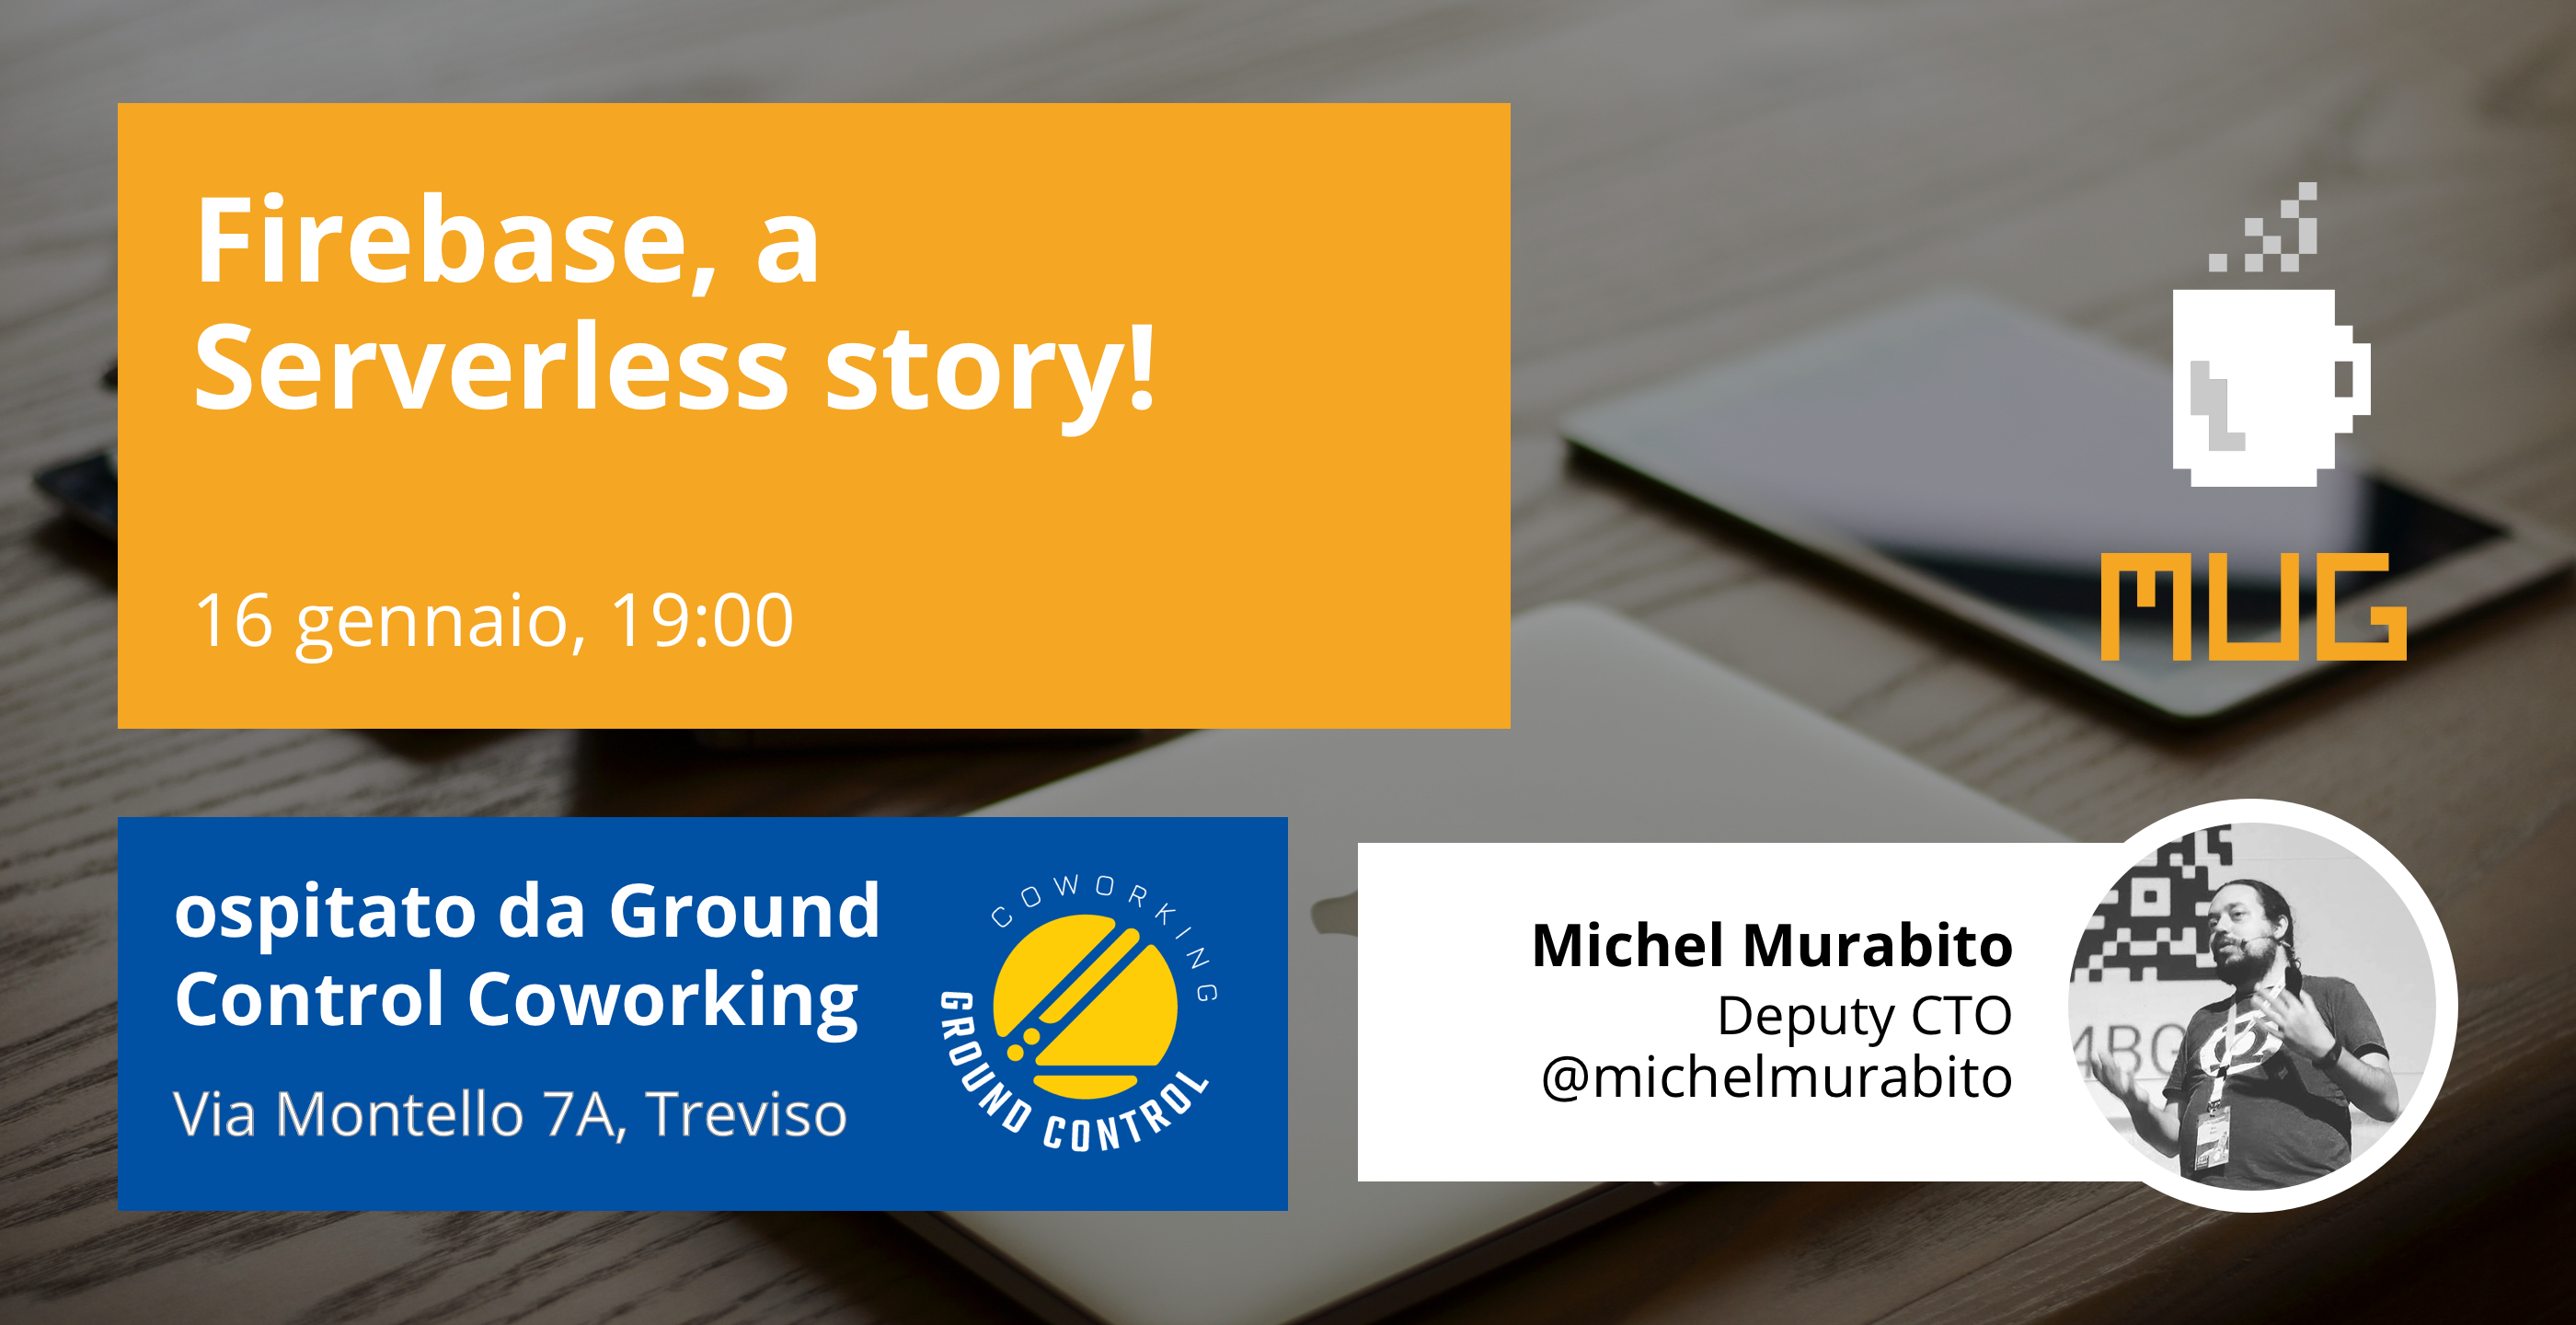 Firebase, a
Serverless story!
16 gennaio, 19:00
MUG
ospitato da Ground
Control Coworking
Via Montello 7A, Treviso
COWORKING
GROUND CONTROL
Michel Murabito
Deputy CTO
@michelmurabito
4BG